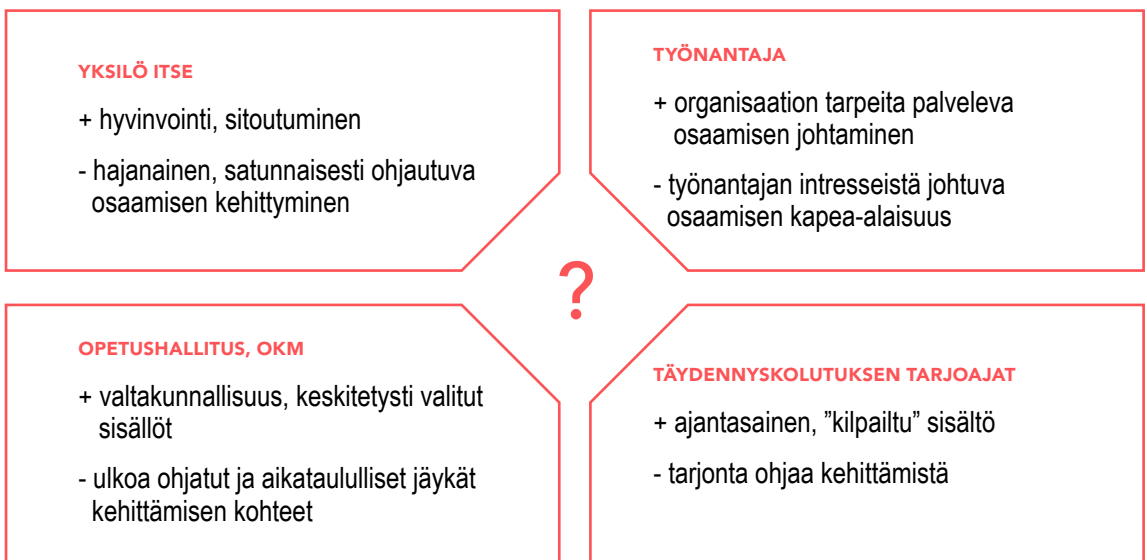 YKSILÖ ITSE
+ hyvinvointi, sitoutuminen
- hajanainen, satunnaisesti ohjautuva
osaamisen kehittyminen
TYÖNANTAJA
+ organisaation tarpeita palveleva
osaamisen johtaminen
- työnantajan intresseistä johtuva
osaamisen kapea-alaisuus
?
OPETUSHALLITUS, OKM
+ valtakunnallisuus, keskitetysti valitut
sisällöt
- ulkoa ohjatut ja aikataululliset jäykät
kehittämisen kohteet
TÄYDENNYSKOLUTUKSEN TARJOAJAT
+ ajantasainen, ”kilpailtu” sisältö
- tarjonta ohjaa kehittämistä